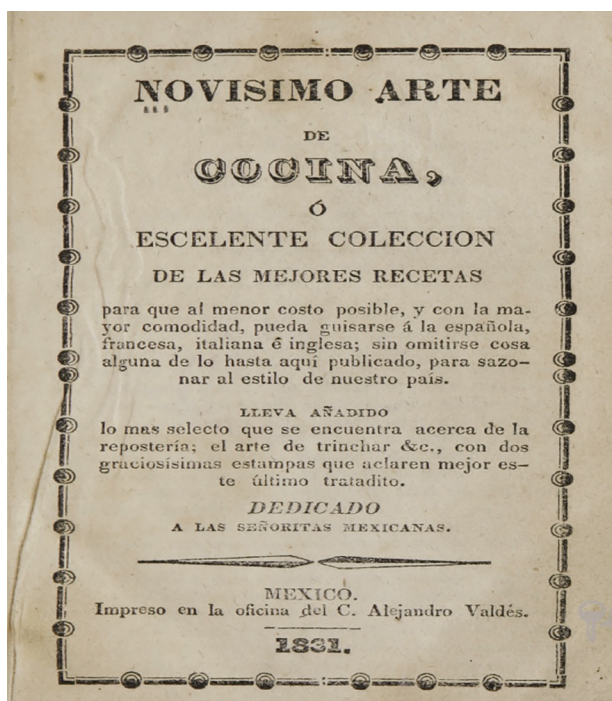 NOVISIMO ARTE
DE
COCINA,
Ó
ESCELENTE COLECCION
DE LAS MEJORES RECETAS
para que al menor costo posible, y con la ma-
yor comodidad, pueda guisarse á la española,
francesa, italiana é inglesa; sin omitirse cosa
alguna de lo hasta aquí publicado, para sazo-
nar al estilo de nuestro país.
LLEVA AÑADIDO
lo mas selecto que se encuentra acerca de la
repostería; el arte de trinchar &c., con dos
graciosísimas estampas que aclaren mejor es-
te último tratadito.
DEDICADO
A LAS SEÑORITAS MEXICANAS.
MEXICO.
Impreso en la oficina del C. Alejandro Valdés.
1831.